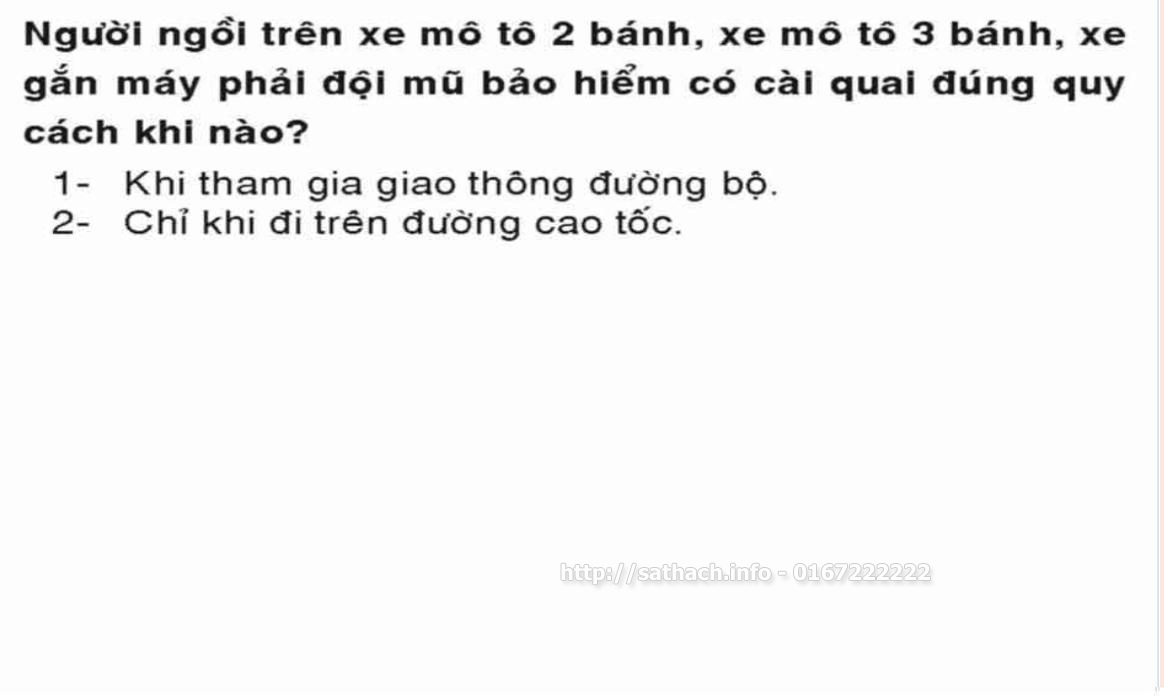 Người ngồi trên xe mô tô 2 bánh, xe mô tô 3 bánh, xe
gắn máy phải đội mũ bảo hiểm có cài quai đúng quy
cách khi nào?
1- Khi tham gia giao thông đường bộ.
2- Chỉ khi đi trên đường cao tốc.
http://sathach.info - 0167222222